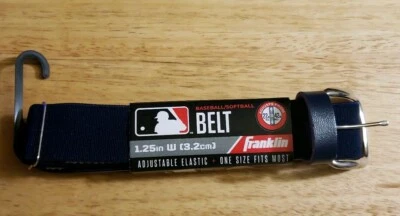 BASEBALL/SOFTBALL
BELT
1.25in W (3.2cm)
Franklin
ADJUSTABLE ELASTIC - ONE SIZE FITS MOST